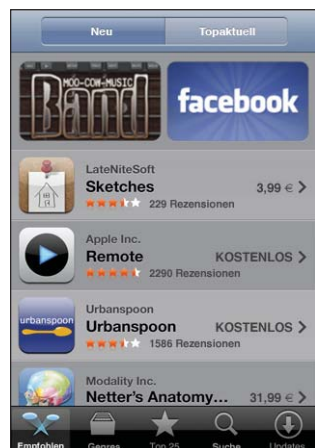 Neu
Topaktuell
MOO-COW-MUSIC
Band
facebook
LateNiteSoft
Sketches
3,99 €
229 Rezensionen
Apple Inc.
Remote
KOSTENLOS
2290 Rezensionen
urbanspoon
Urbanspoon
Urbanspoon
KOSTENLOS
1586 Rezensionen
Modality Inc.
Netter's Anatomy...
31,99 €
Empfohlen
Genres
Top 25
Suche
Updates